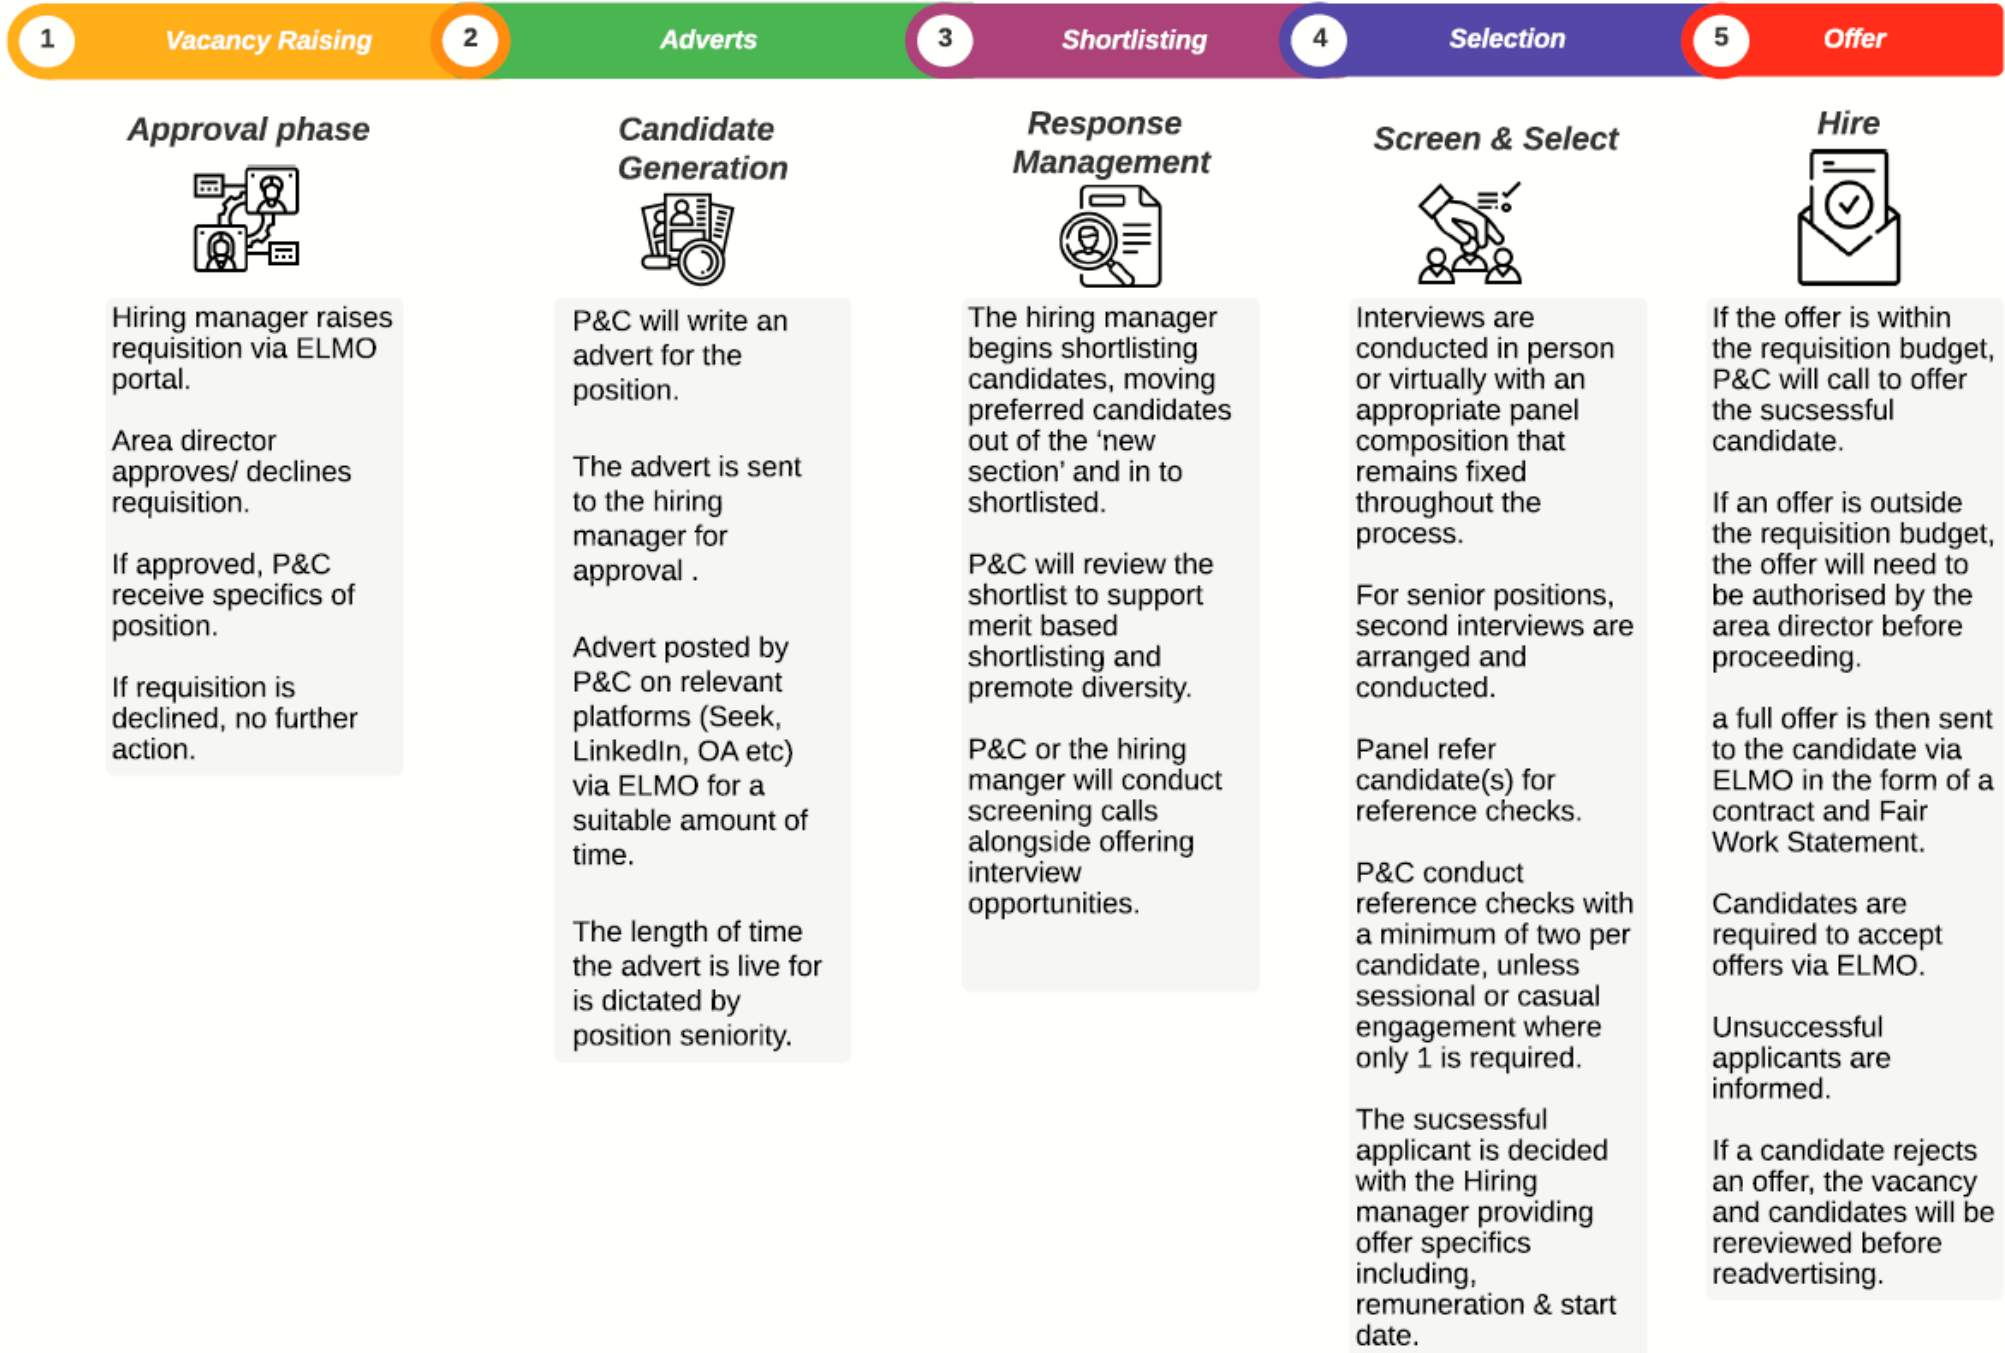 1
Vacancy Raising
2
Adverts
3
Shortlisting
4
Selection
5
Offer
Approval phase
Hiring manager raises
requisition via ELMO
portal.
Area director
approves/ declines
requisition.
If approved, P&C
receive specifics of
position.
If requisition is
declined, no further
action.
Candidate
Generation
P&C will write an
advert for the
position.
The advert is sent
to the hiring
manager for
approval .
Advert posted by
P&C on relevant
platforms (Seek,
LinkedIn, OA etc)
via ELMO for a
suitable amount of
time.
The length of time
the advert is live for
is dictated by
position seniority.
Response
Management
The hiring manager
begins shortlisting
candidates, moving
preferred candidates
out of the ‘new
section’ and in to
shortlisted.
P&C will review the
shortlist to support
merit based
shortlisting and
premote diversity.
P&C or the hiring
manger will conduct
screening calls
alongside offering
interview
opportunities.
Screen & Select
Interviews are
conducted in person
or virtually with an
appropriate panel
composition that
remains fixed
throughout the
process.
For senior positions,
second interviews are
arranged and
conducted.
Panel refer
candidate(s) for
reference checks.
P&C conduct
reference checks with
a minimum of two per
candidate, unless
sessional or casual
engagement where
only 1 is required.
The sucsessful
applicant is decided
with the Hiring
manager providing
offer specifics
including,
remuneration & start
date.
Hire
If the offer is within
the requisition budget,
P&C will call to offer
the sucsessful
candidate.
If an offer is outside
the requisition budget,
the offer will need to
be authorised by the
area director before
proceeding.
a full offer is then sent
to the candidate via
ELMO in the form of a
contract and Fair
Work Statement.
Candidates are
required to accept
offers via ELMO.
Unsuccessful
applicants are
informed.
If a candidate rejects
an offer, the vacancy
and candidates will be
rereviewed before
readvertising.